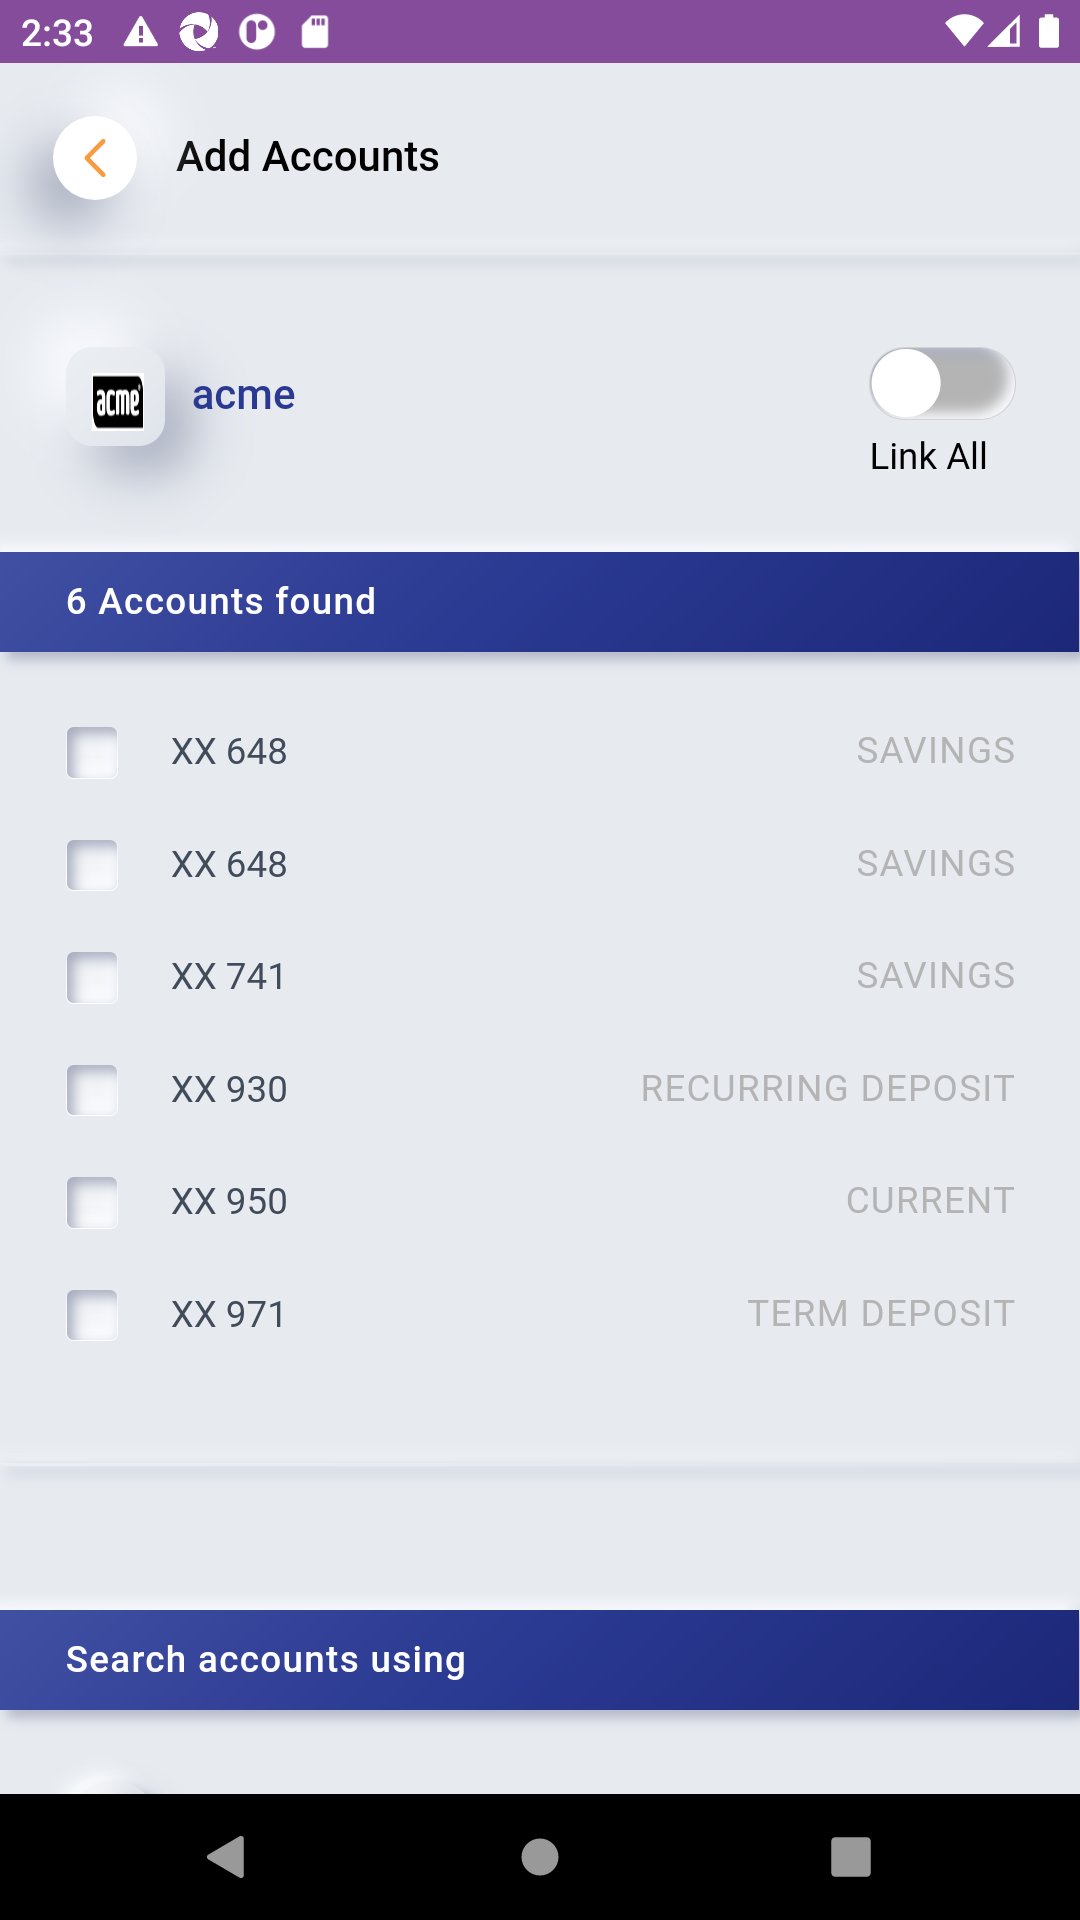 2:33
Add Accounts
acme
acme
Link All
6 Accounts found
XX 648 SAVINGS
XX 648 SAVINGS
XX 741 SAVINGS
XX 930 RECURRING DEPOSIT
XX 950 CURRENT
XX 971 TERM DEPOSIT
Search accounts using